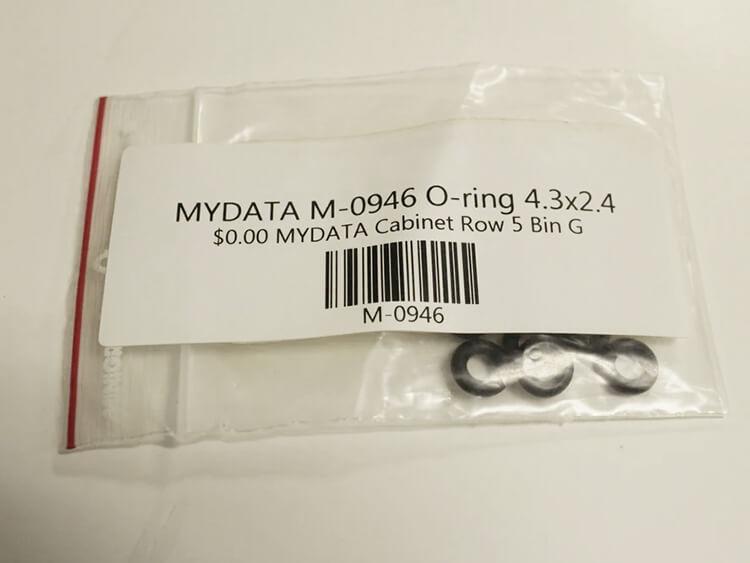 MYDATA M-0946 O-ring 4.3x2.4
$0.00 MYDATA Cabinet Row 5 Bin G
M-0946